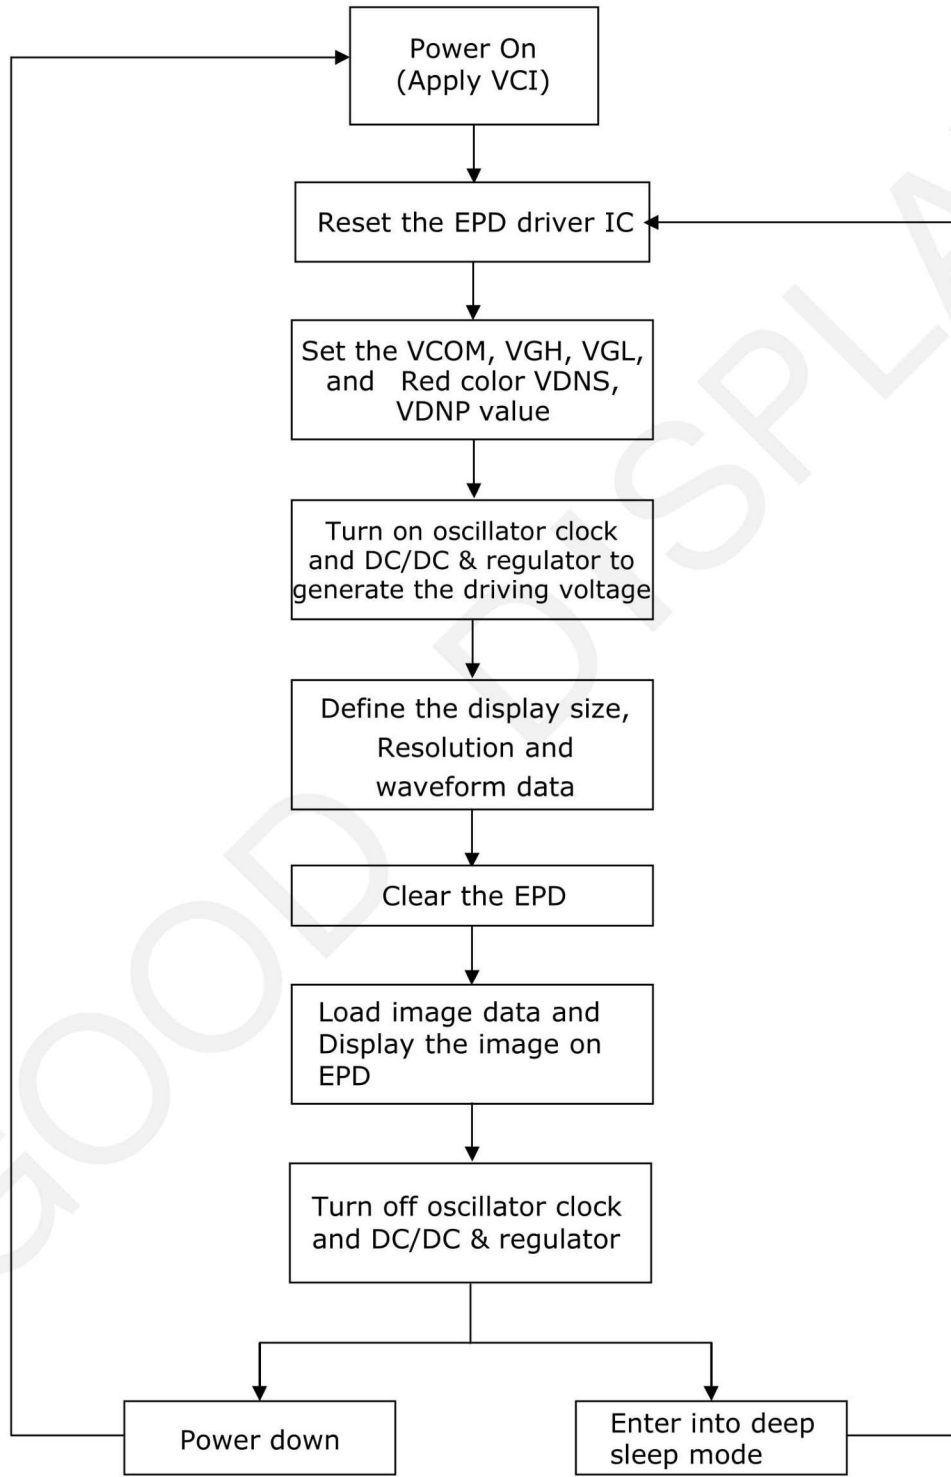 Power On
(Apply VCI)
Reset the EPD driver IC
Set the VCOM, VGH, VGL,
and Red color VDNS,
VDNP value
Turn on oscillator clock
and DC/DC & regulator to
generate the driving voltage
Define the display size,
Resolution and
waveform data
Clear the EPD
Load image data and
Display the image on
EPD
Turn off oscillator clock
and DC/DC & regulator
Power down
Enter into deep
sleep mode
GOOD DISPLA